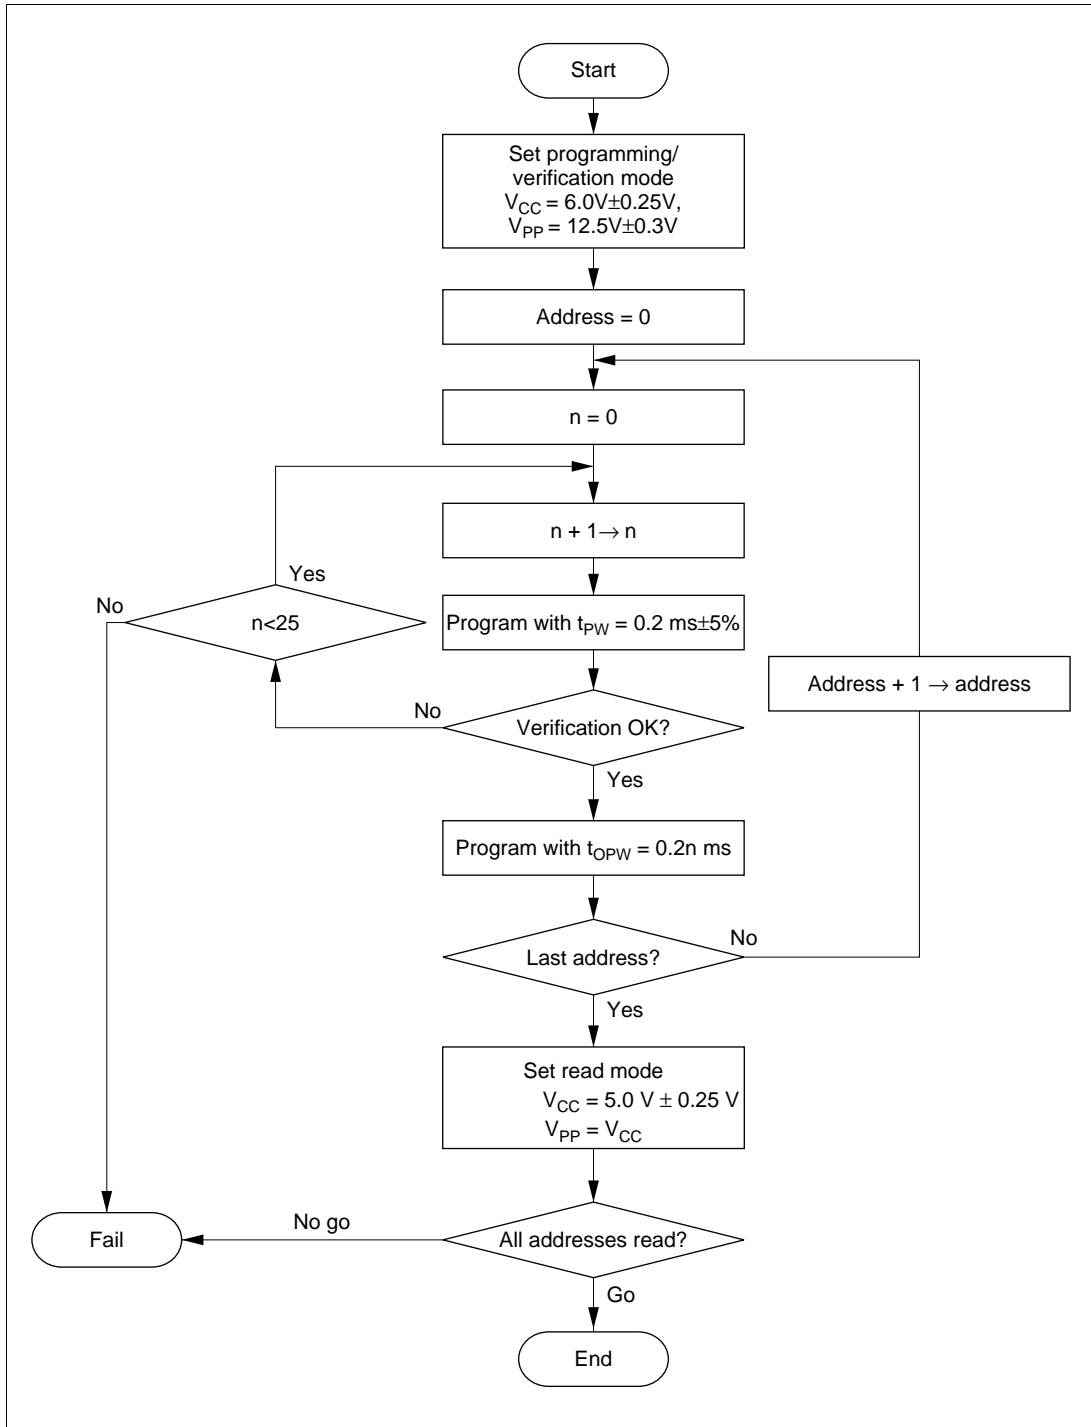 Start
Set programming/
verification mode
VCC = 6.0V±0.25V,
VPP = 12.5V±0.3V
Address = 0
n = 0
n + 1→ n
Yes
No
n<25
Program with tPW = 0.2 ms±5%
Address + 1 → address
No
Verification OK?
Yes
Program with tOPW = 0.2n ms
Last address?
No
Yes
Set read mode
VCC = 5.0 V ± 0.25 V
VPP = VCC
No go
Fail
All addresses read?
Go
End